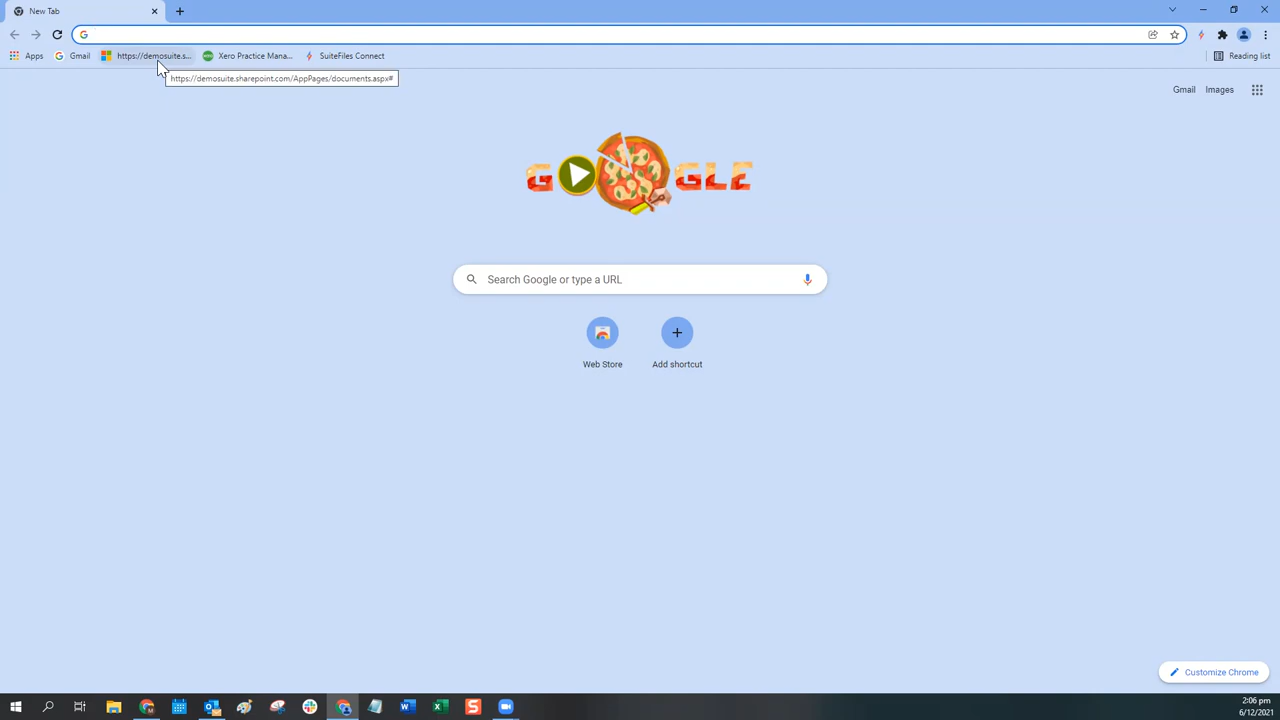 New Tab
Apps
Gmail
https://demosuite.s...
Xero Practice Mana...
SuiteFiles Connect
Reading list
https://demosuite.sharepoint.com/AppPages/documents.aspx#
Gmail
Images
G GLE
Search Google or type a URL
Web Store
Add shortcut
Customize Chrome
2:06 pm
6/12/2021